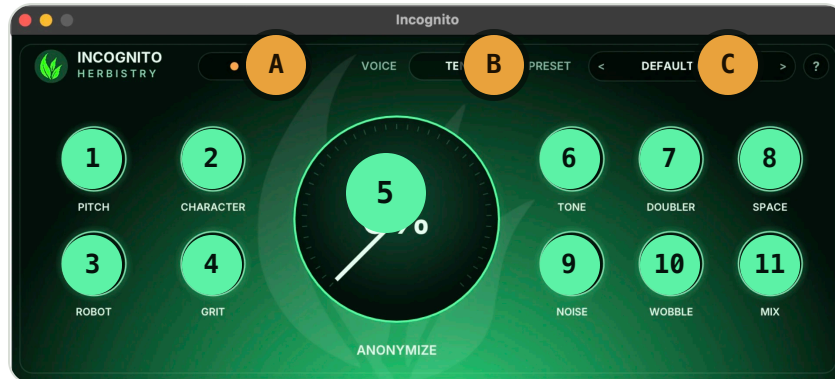 Incognito
INCOGNITO
HERBISTRY
A
VOICE
B
PRESET
<
DEFAULT
C
>
?
1
2
5
6
7
8
PITCH
CHARACTER
TONE
DOUBLER
SPACE
%
3
4
9
10
11
ROBOT
GRIT
NOISE
WOBBLE
MIX
ANONYMIZE